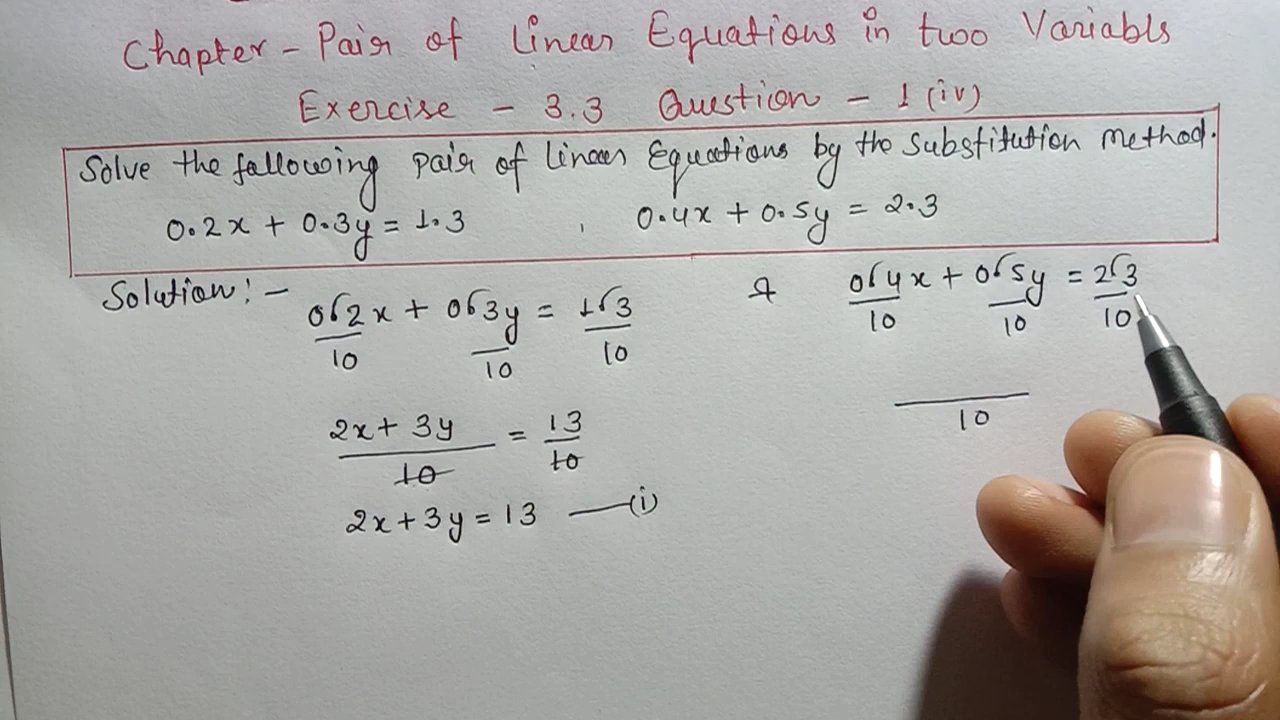 Chapter - Pair of Linear Equations in two Variabls
Exercise - 3.3 Question - 1 (iv)
Solve the following pair of linear Equations by the substitution method.
0.2x + 0.3y = 1.3 , 0.4x + 0.5y = 2.3
Solution:-
0.2x/10 + 0.3y/10 = 1.3/10 & 0.4x/10 + 0.5y/10 = 2.3/10
2x + 3y/10 = 13/10
/10
2x + 3y = 13 —(i)